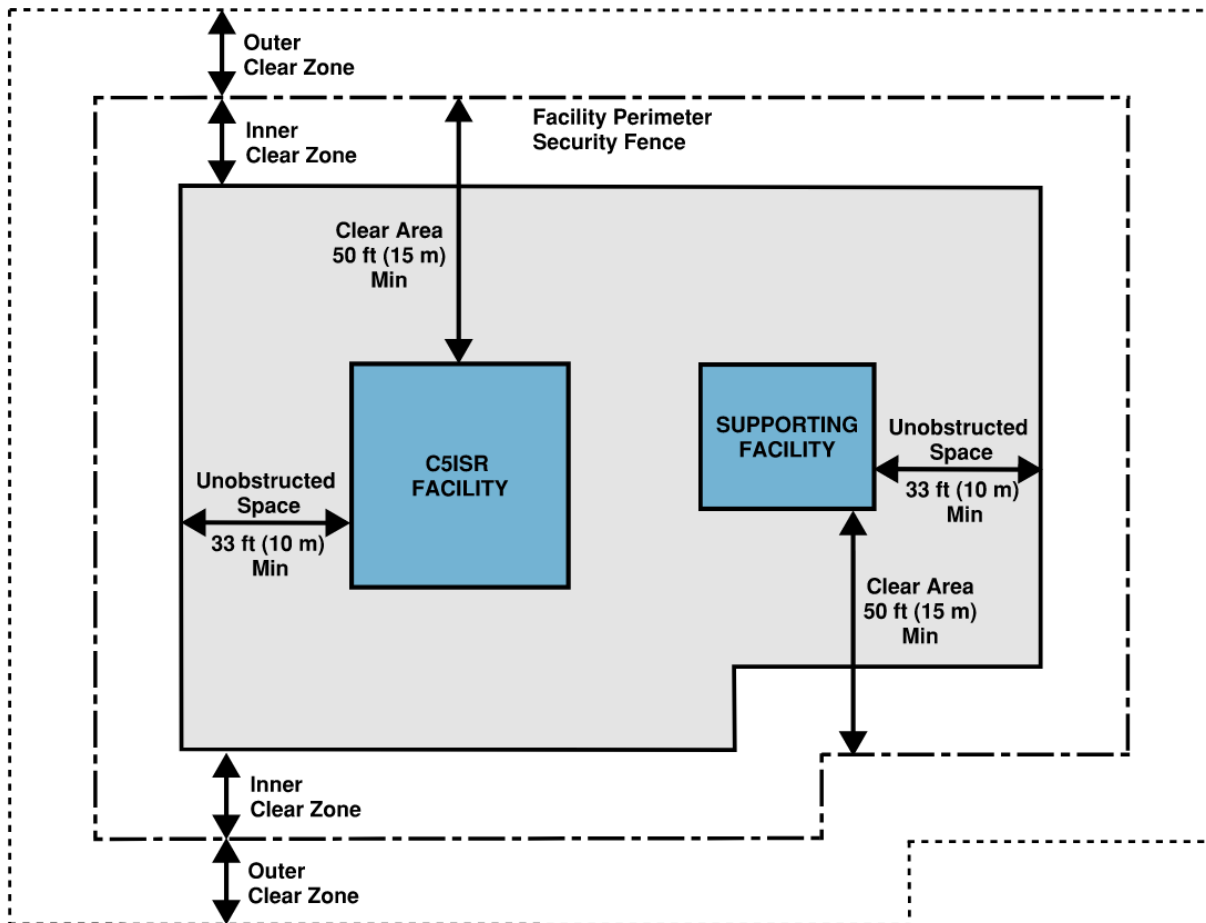 Outer
Clear Zone
Inner
Clear Zone
Facility Perimeter
Security Fence
Clear Area
50 ft (15 m)
Min
C5ISR
FACILITY
SUPPORTING
FACILITY
Unobstructed
Space
33 ft (10 m)
Min
Unobstructed
Space
33 ft (10 m)
Min
Clear Area
50 ft (15 m)
Min
Inner
Clear Zone
Outer
Clear Zone